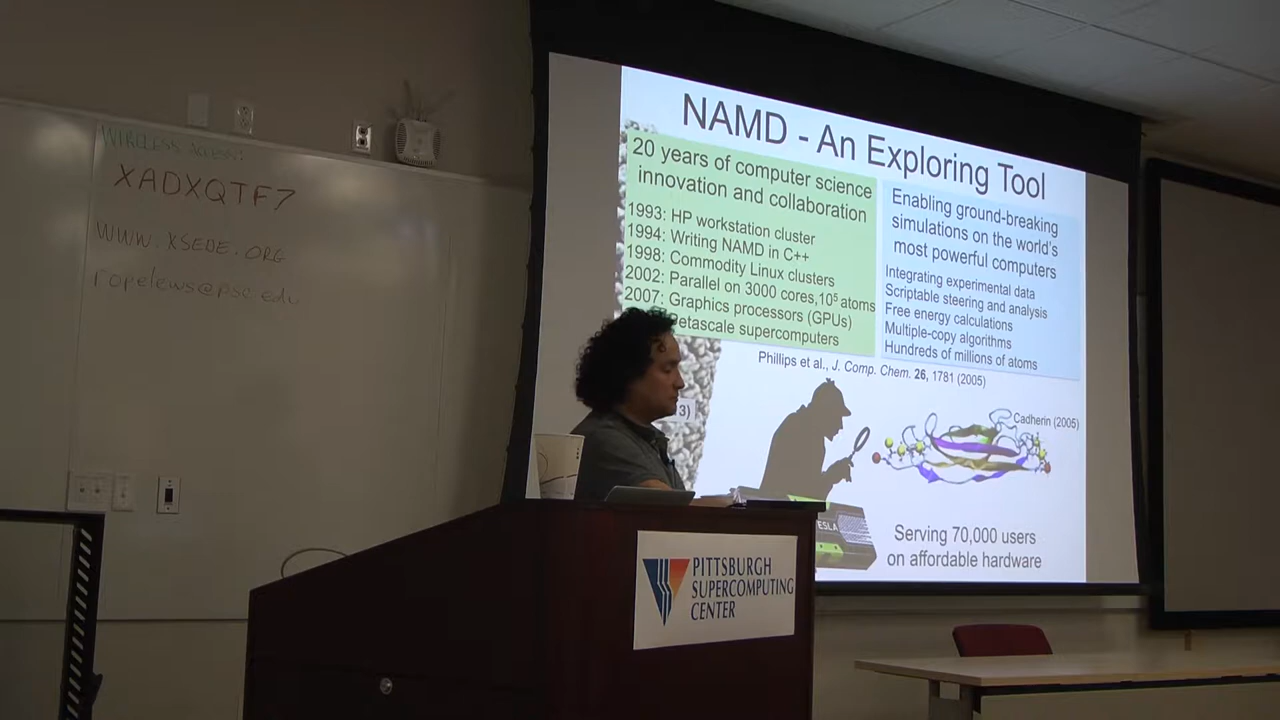 WIRELESS Access:
XADXQTF7
WWW.XSEDE.ORG
ropelews@psc.edu
NAMD - An Exploring Tool
20 years of computer science
innovation and collaboration
1993: HP workstation cluster
1994: Writing NAMD in C++
1998: Commodity Linux clusters
2002: Parallel on 3000 cores,10⁵ atoms
2007: Graphics processors (GPUs)
etascale supercomputers
Enabling ground-breaking
simulations on the world's
most powerful computers
Integrating experimental data
Scriptable steering and analysis
Free energy calculations
Multiple-copy algorithms
Hundreds of millions of atoms
Phillips et al., J. Comp. Chem. 26, 1781 (2005)
3)
Cadherin (2005)
TESLA
Serving 70,000 users
on affordable hardware
PITTSBURGH
SUPERCOMPUTING
CENTER